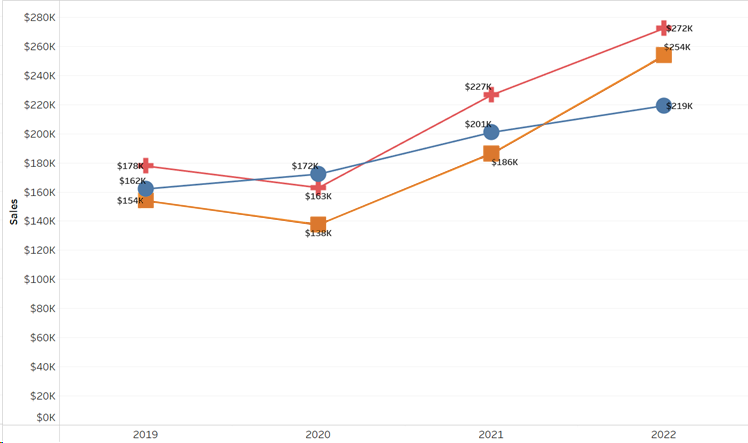 $280K
$260K
$240K
$220K
$200K
$180K
$160K
$140K
$120K
$100K
$80K
$60K
$40K
$20K
$0K
Sales
$178K
$162K
$154K
$172K
$163K
$138K
$227K
$201K
$186K
$272K
$254K
$219K
2019 2020 2021 2022